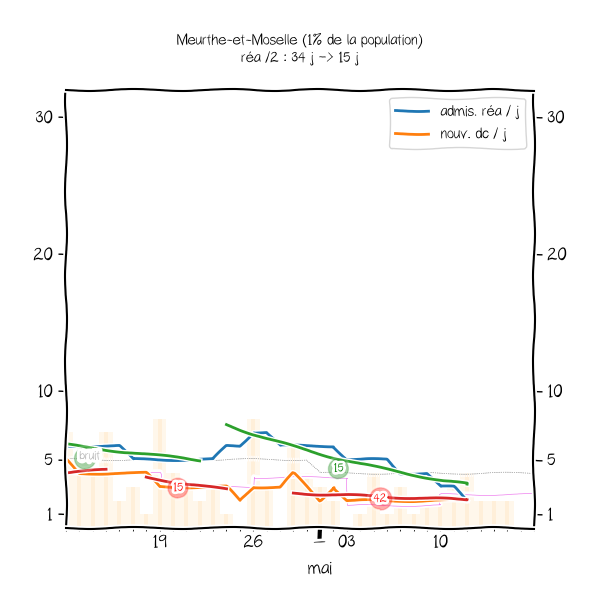 Meurthe-et-Moselle (1% de la population)
réa /2 : 34 j -> 15 j
admis. réa / j
nouv. dc / j
30
30
20
20
10
10
5
5
1
1
bruit
15
15
42
19
26
03
10
mai